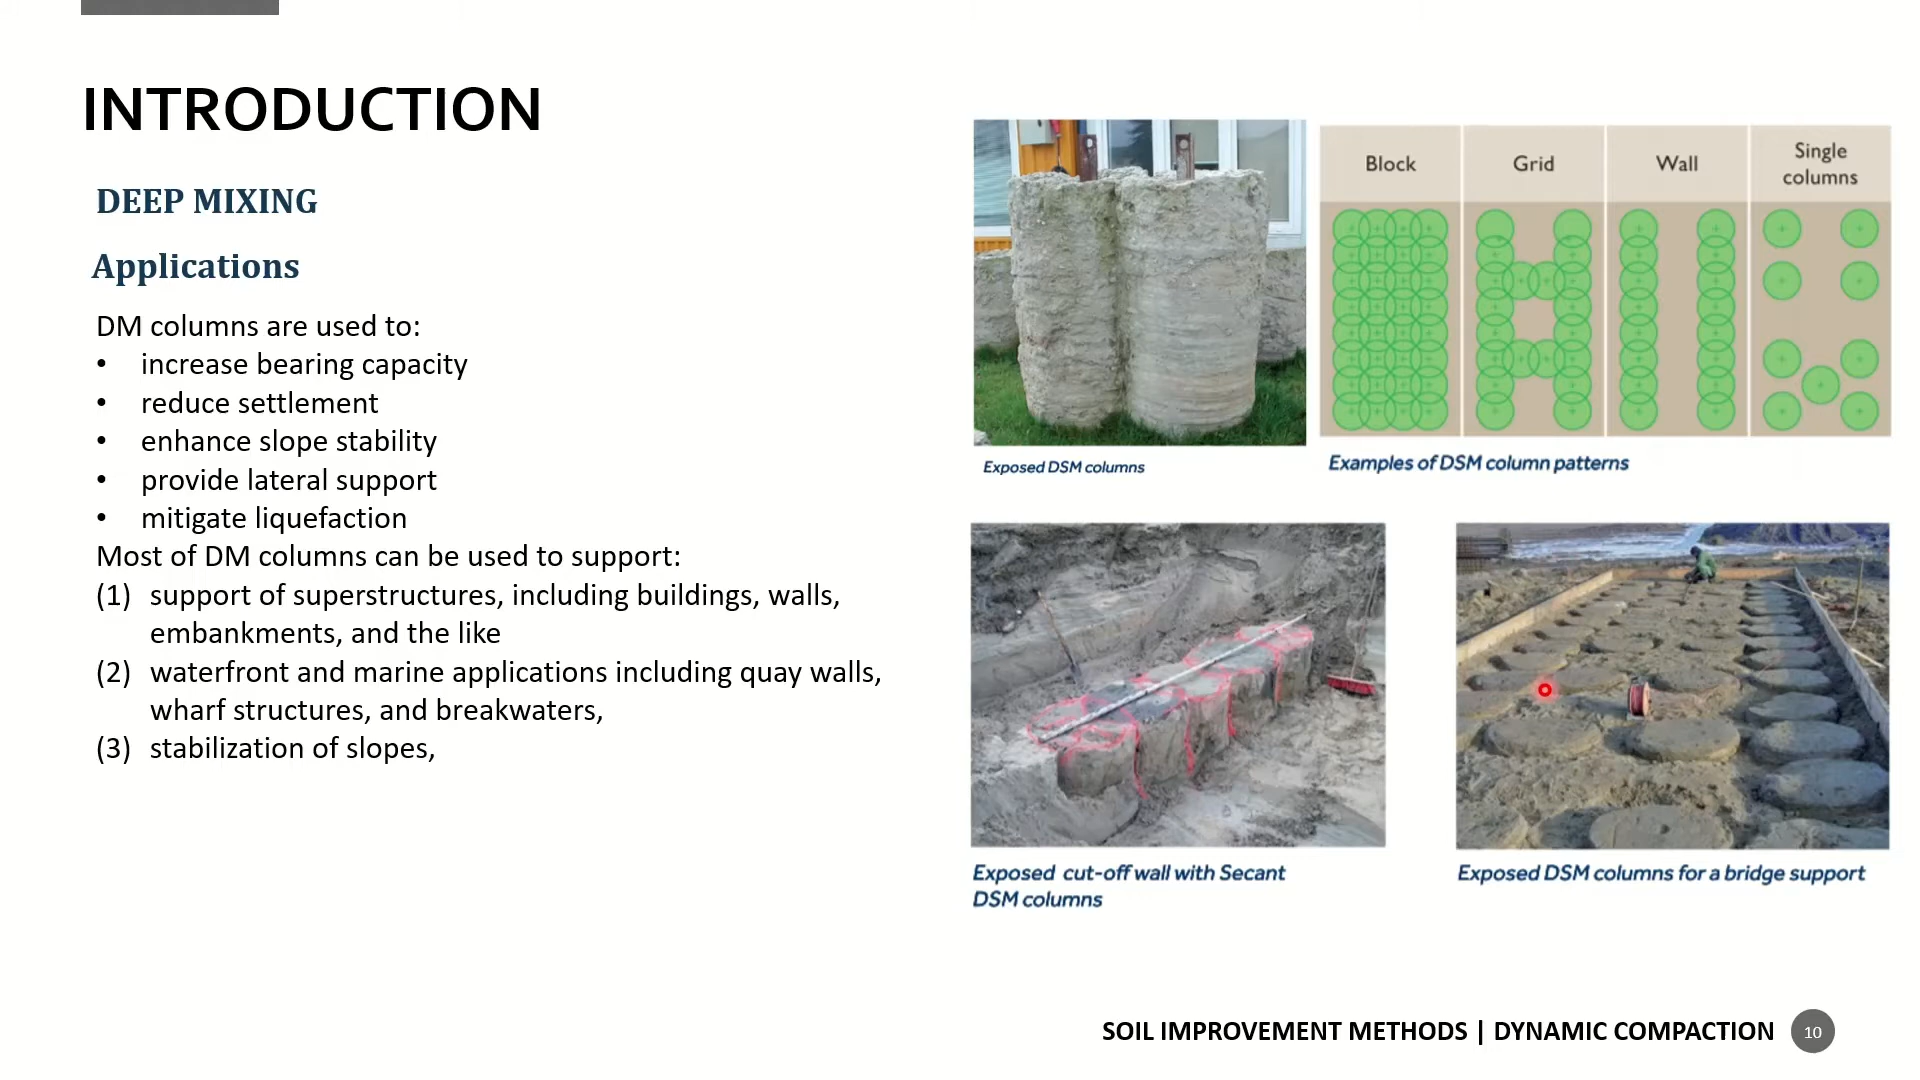 INTRODUCTION
DEEP MIXING
Applications
DM columns are used to:
• increase bearing capacity
• reduce settlement
• enhance slope stability
• provide lateral support
• mitigate liquefaction
Most of DM columns can be used to support:
(1) support of superstructures, including buildings, walls,
embankments, and the like
(2) waterfront and marine applications including quay walls,
wharf structures, and breakwaters,
(3) stabilization of slopes,
Exposed DSM columns
Block
Grid
Wall
Single
columns
Examples of DSM column patterns
Exposed cut-off wall with Secant
DSM columns
Exposed DSM columns for a bridge support
SOIL IMPROVEMENT METHODS | DYNAMIC COMPACTION 10